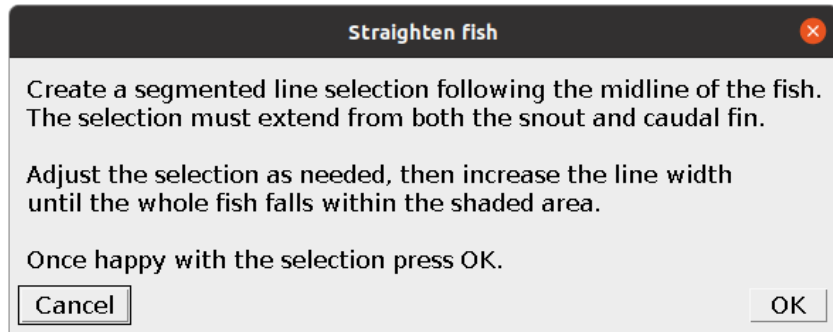 Straighten fish
Create a segmented line selection following the midline of the fish.
The selection must extend from both the snout and caudal fin.
Adjust the selection as needed, then increase the line width
until the whole fish falls within the shaded area.
Once happy with the selection press OK.
Cancel
OK